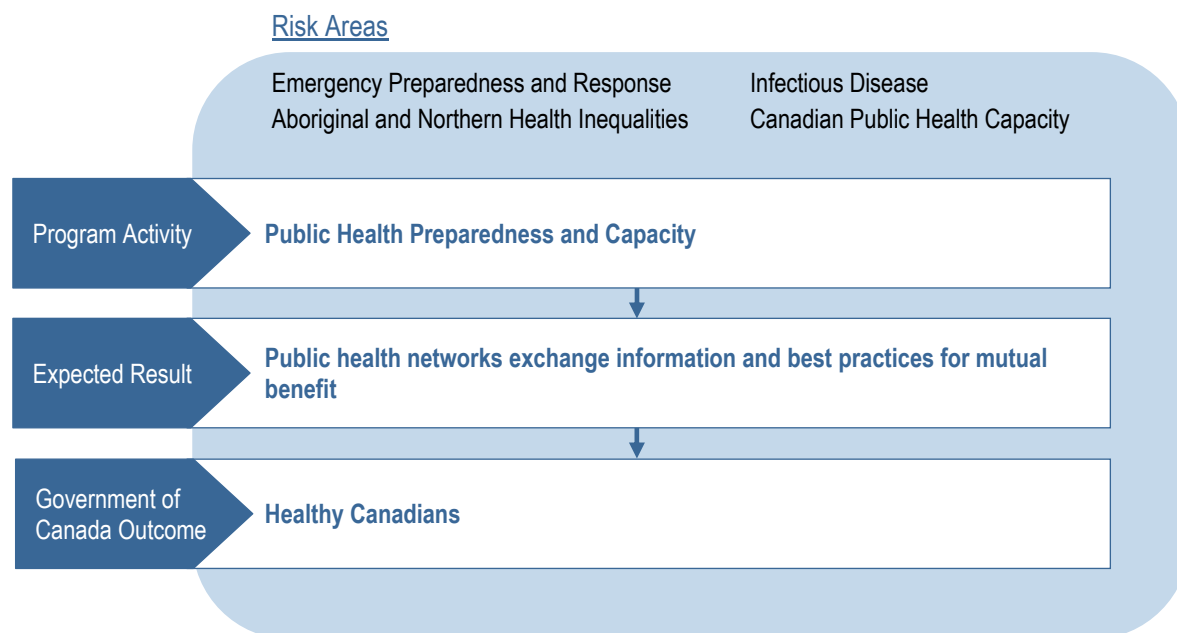 Risk Areas
Emergency Preparedness and Response
Infectious Disease
Aboriginal and Northern Health Inequalities
Canadian Public Health Capacity
Program Activity
Public Health Preparedness and Capacity
Expected Result
Public health networks exchange information and best practices for mutual
benefit
Government of
Canada Outcome
Healthy Canadians